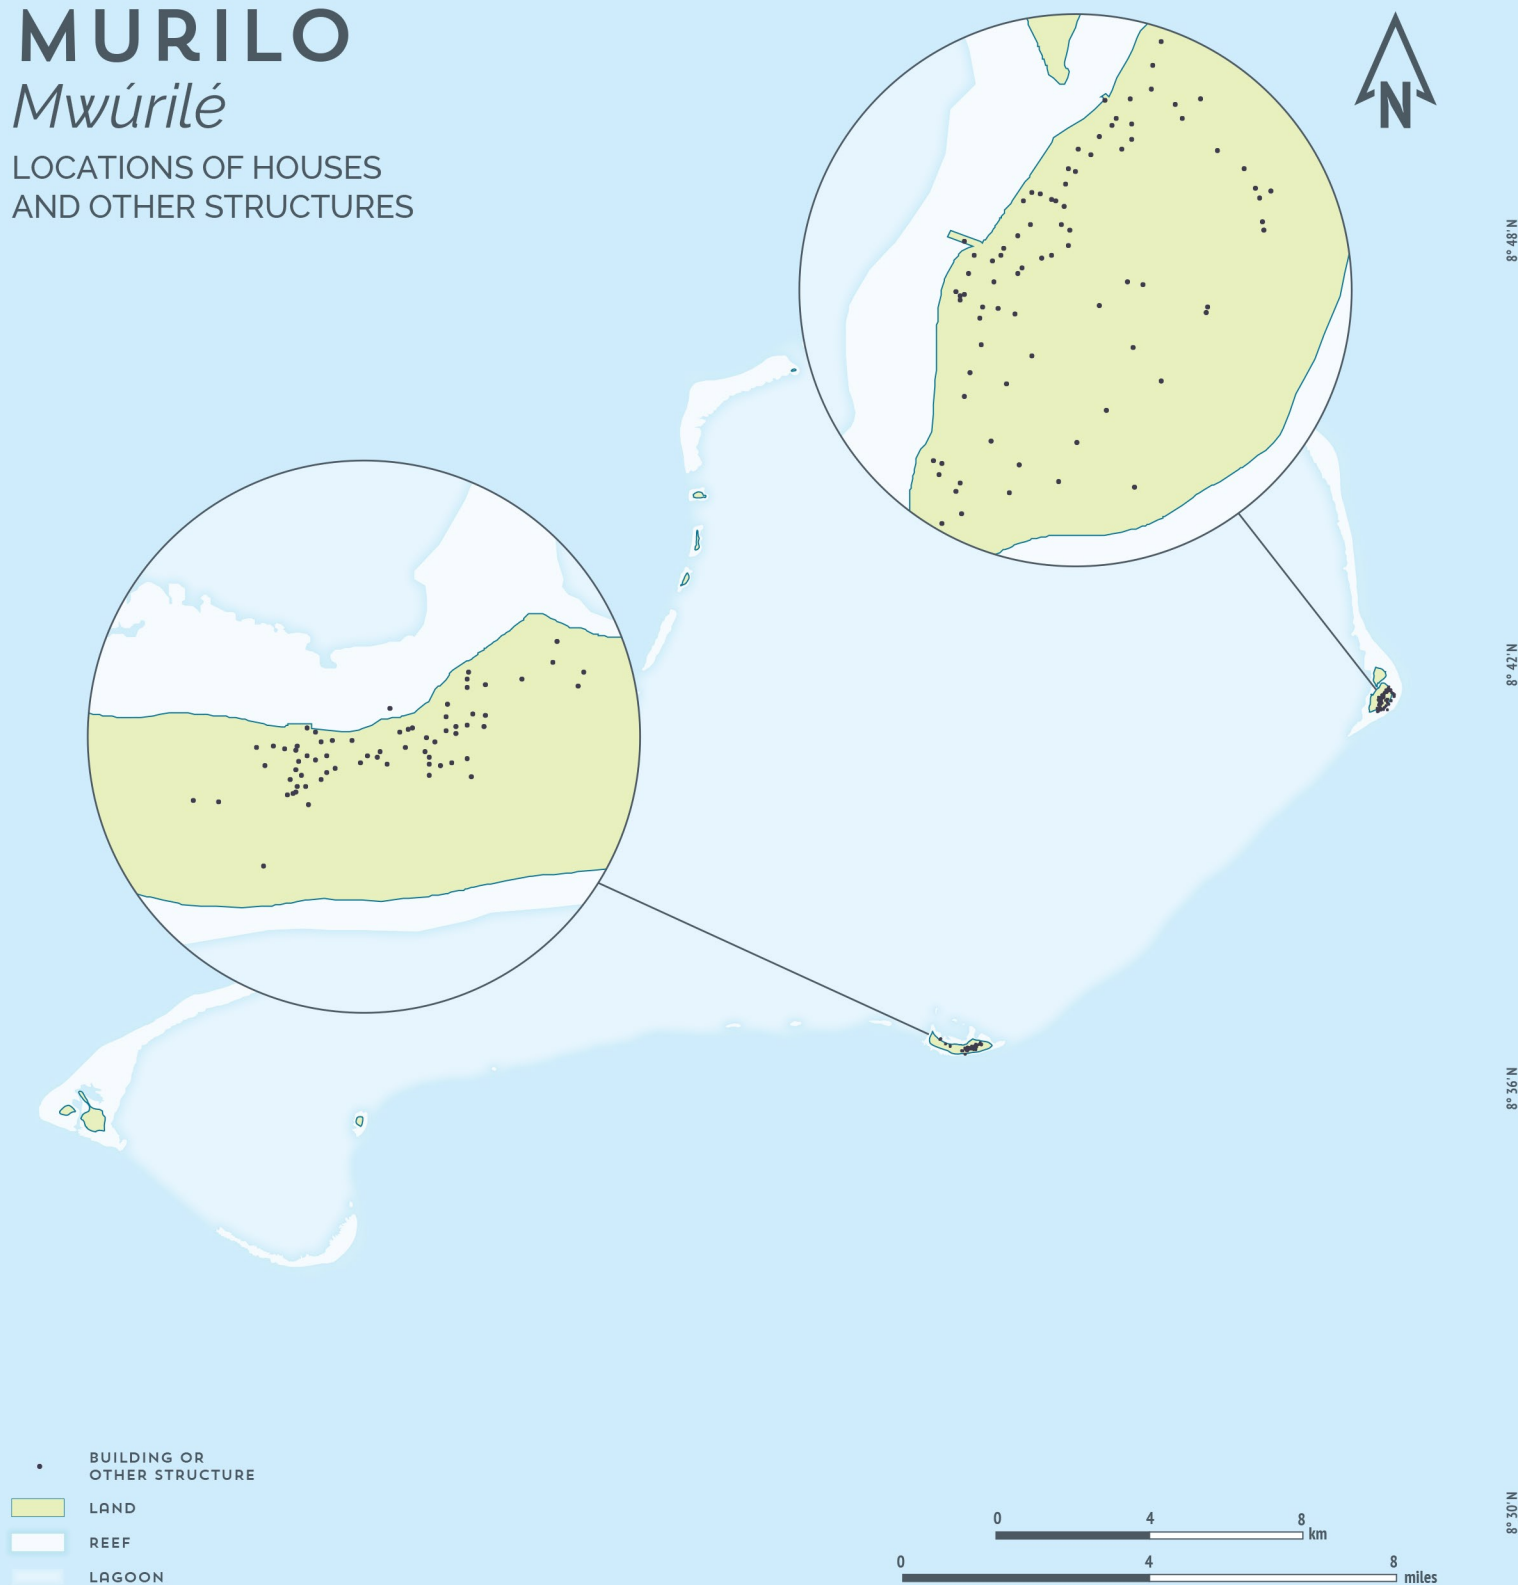 MURILO
Mwúrilé
LOCATIONS OF HOUSES
AND OTHER STRUCTURES
N
8° 48'N
8° 42'N
8° 36'N
8° 30'N
BUILDING OR
OTHER STRUCTURE
LAND
REEF
LAGOON
0 4 8
km
0 4 8
miles